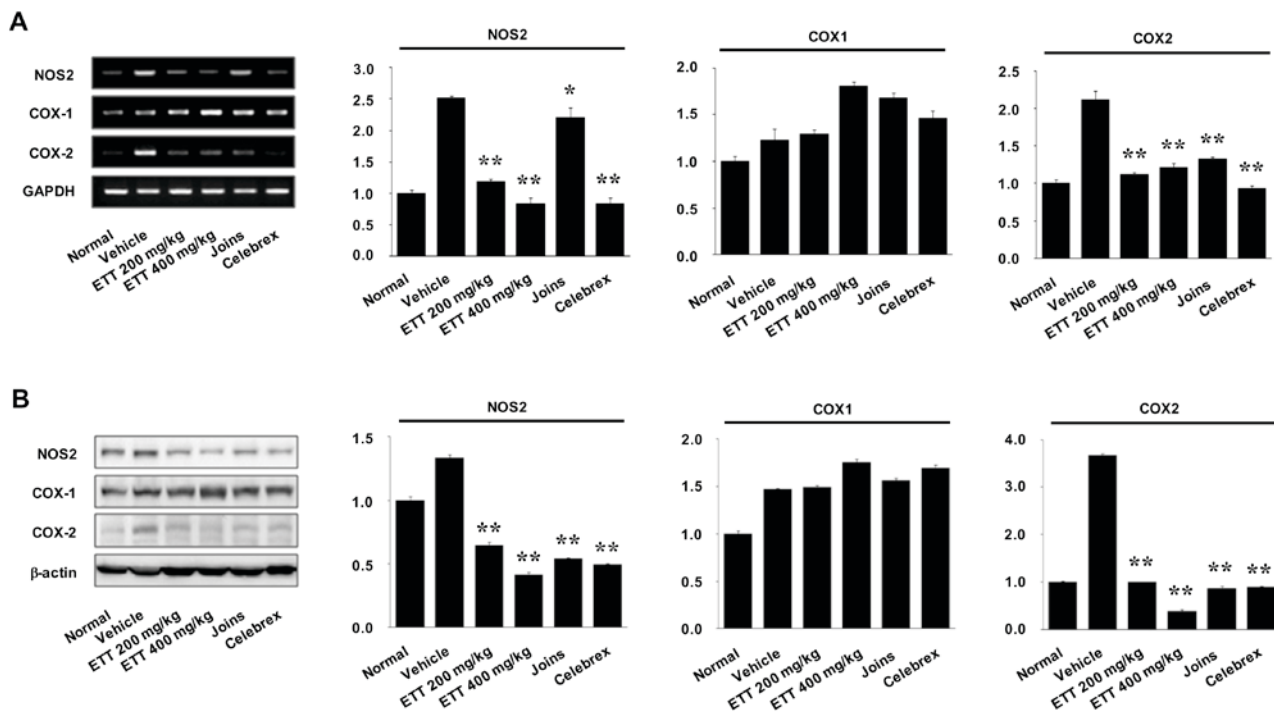 A
NOS2
COX-1
COX-2
GAPDH
Normal
Vehicle
ETT 200 mg/kg
ETT 400 mg/kg
Joins
Celebrex
NOS2
3.0
2.5
2.0
1.5
1.0
0.5
0.0
**
**
*
**
Normal
Vehicle
ETT 200 mg/kg
ETT 400 mg/kg
Joins
Celebrex
COX1
2.0
1.5
1.0
0.5
0.0
Normal
Vehicle
ETT 200 mg/kg
ETT 400 mg/kg
Joins
Celebrex
COX2
2.5
2.0
1.5
1.0
0.5
0.0
**
**
**
**
Normal
Vehicle
ETT 200 mg/kg
ETT 400 mg/kg
Joins
Celebrex
B
NOS2
COX-1
COX-2
β-actin
Normal
Vehicle
ETT 200 mg/kg
ETT 400 mg/kg
Joins
Celebrex
NOS2
1.5
1.0
0.5
0.0
**
**
**
**
Normal
Vehicle
ETT 200 mg/kg
ETT 400 mg/kg
Joins
Celebrex
COX1
2.0
1.5
1.0
0.5
0.0
Normal
Vehicle
ETT 200 mg/kg
ETT 400 mg/kg
Joins
Celebrex
COX2
4.0
3.0
2.0
1.0
0.0
**
**
**
**
Normal
Vehicle
ETT 200 mg/kg
ETT 400 mg/kg
Joins
Celebrex